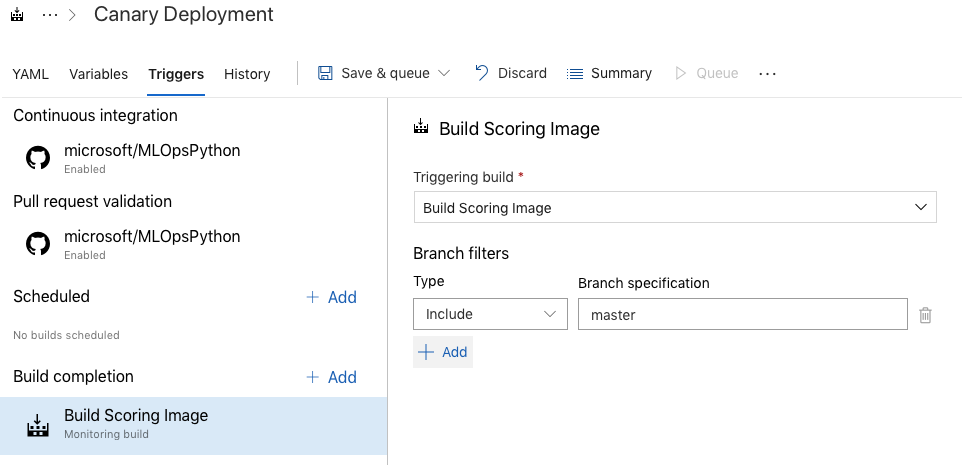 ··· > Canary Deployment
YAML Variables Triggers History Save & queue Discard Summary Queue ···
Continuous integration
microsoft/MLOpsPython
Enabled
Pull request validation
microsoft/MLOpsPython
Enabled
Scheduled + Add
No builds scheduled
Build completion + Add
Build Scoring Image
Monitoring build
Build Scoring Image
Triggering build *
Build Scoring Image
Branch filters
Type Branch specification
Include master
+ Add